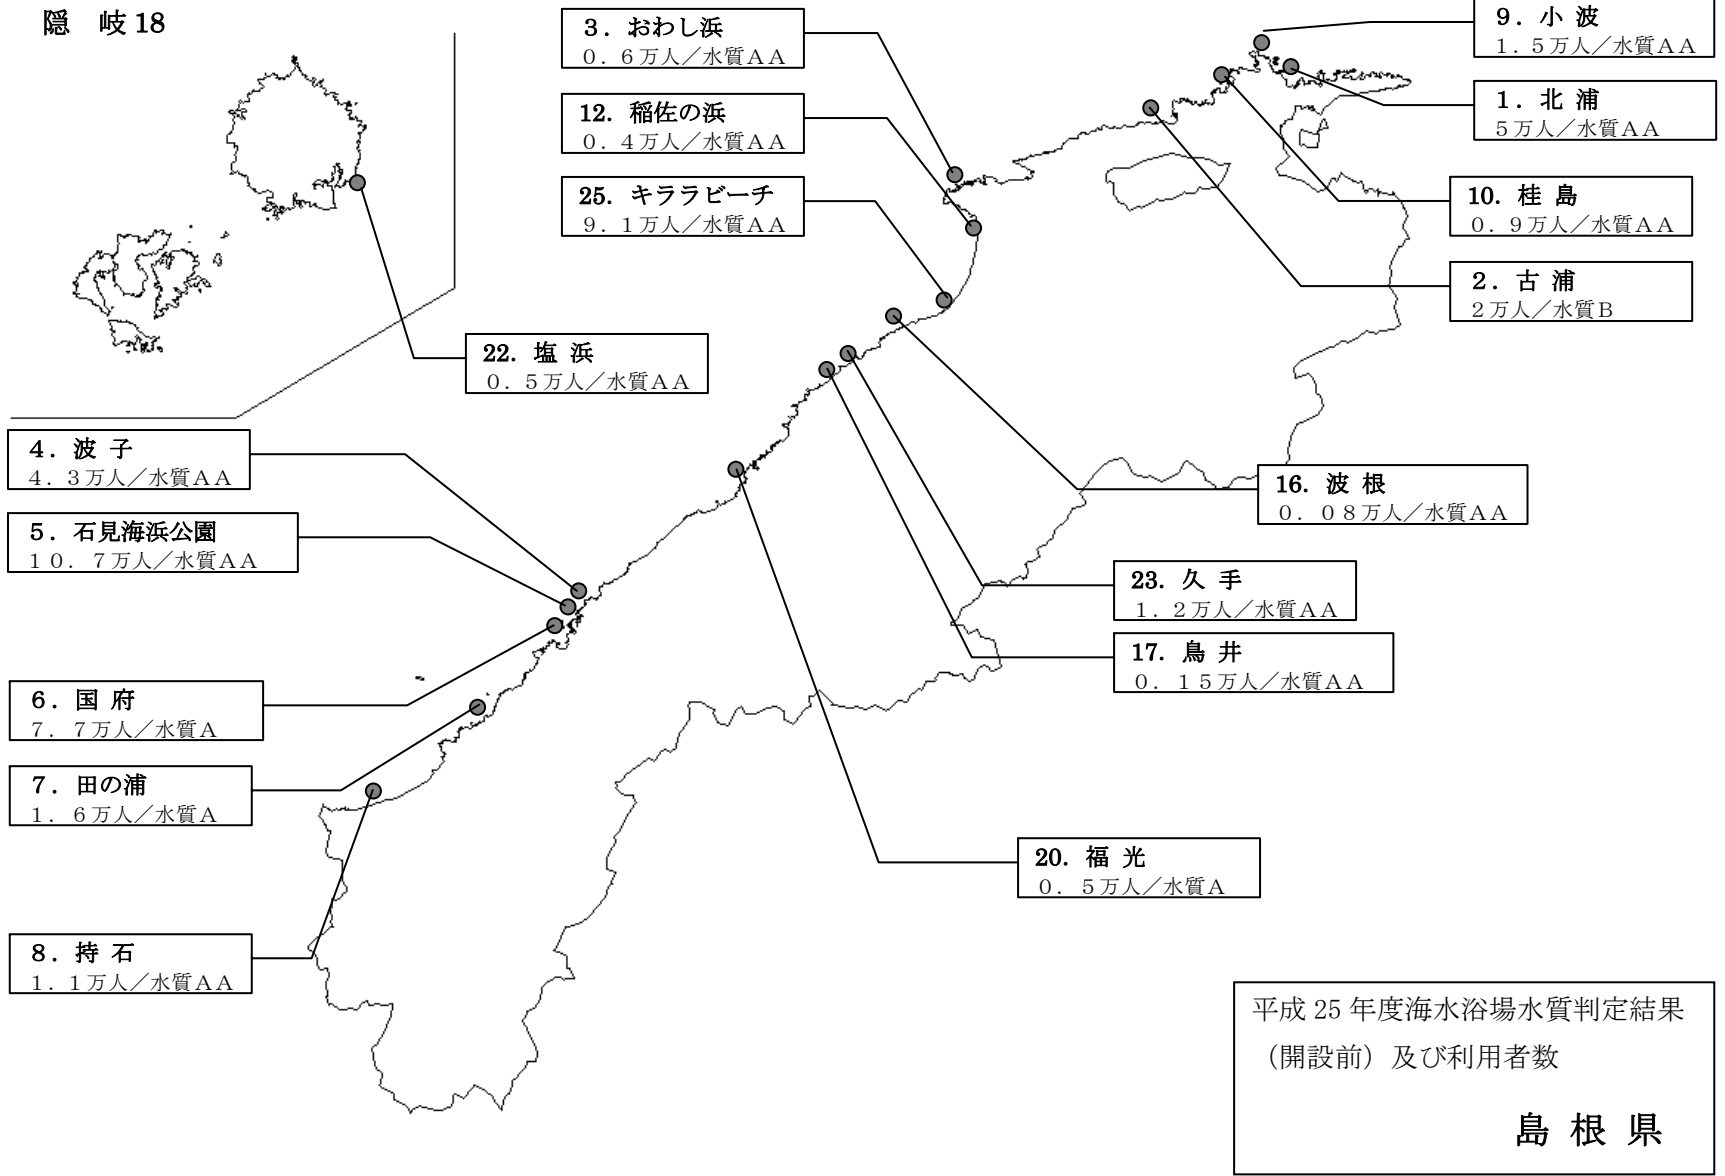 隠　岐 18
3．おわし浜
０．６万人／水質ＡＡ
12．稲佐の浜
０．４万人／水質ＡＡ
25．キララビーチ
９．１万人／水質ＡＡ
9．小 波
１．５万人／水質ＡＡ
1．北 浦
５万人／水質ＡＡ
10．桂 島
０．９万人／水質ＡＡ
2．古 浦
２万人／水質Ｂ
22．塩 浜
０．５万人／水質ＡＡ
4．波 子
４．３万人／水質ＡＡ
5．石見海浜公園
１０．７万人／水質ＡＡ
16．波 根
０．０８万人／水質ＡＡ
23．久 手
１．２万人／水質ＡＡ
17．鳥 井
０．１５万人／水質ＡＡ
6．国 府
７．７万人／水質Ａ
7．田の浦
１．６万人／水質Ａ
20．福 光
０．５万人／水質Ａ
8．持 石
１．１万人／水質ＡＡ
平成 25 年度海水浴場水質判定結果
（開設前）及び利用者数
島 根 県